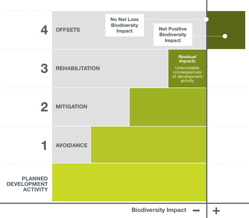 4 OFFSETS
No Net Loss
Biodiversity
Impact
Net Positive
Biodiversity
Impact
3 REHABILITATION
Residual
Impacts
Unavoidable
consequences
of development
activity
2 MITIGATION
1 AVOIDANCE
PLANNED
DEVELOPMENT
ACTIVITY
Biodiversity Impact − +